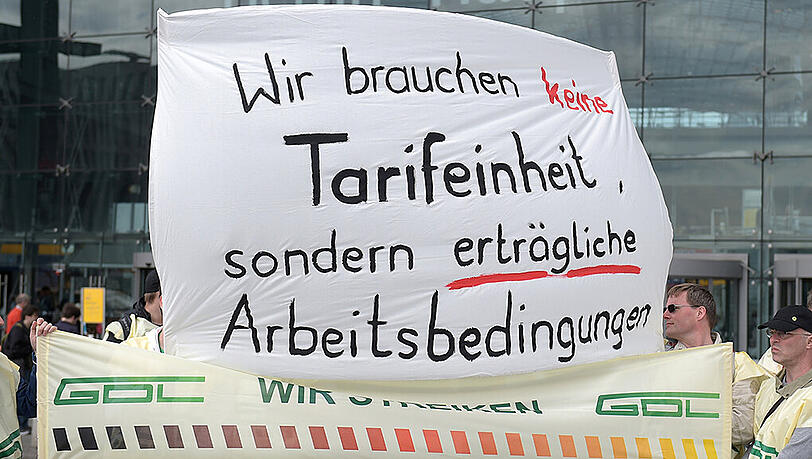 Wir brauchen keine
Tarifeinheit,
sondern erträgliche
Arbeitsbedingungen
GDL WIR STREIKEN GDL